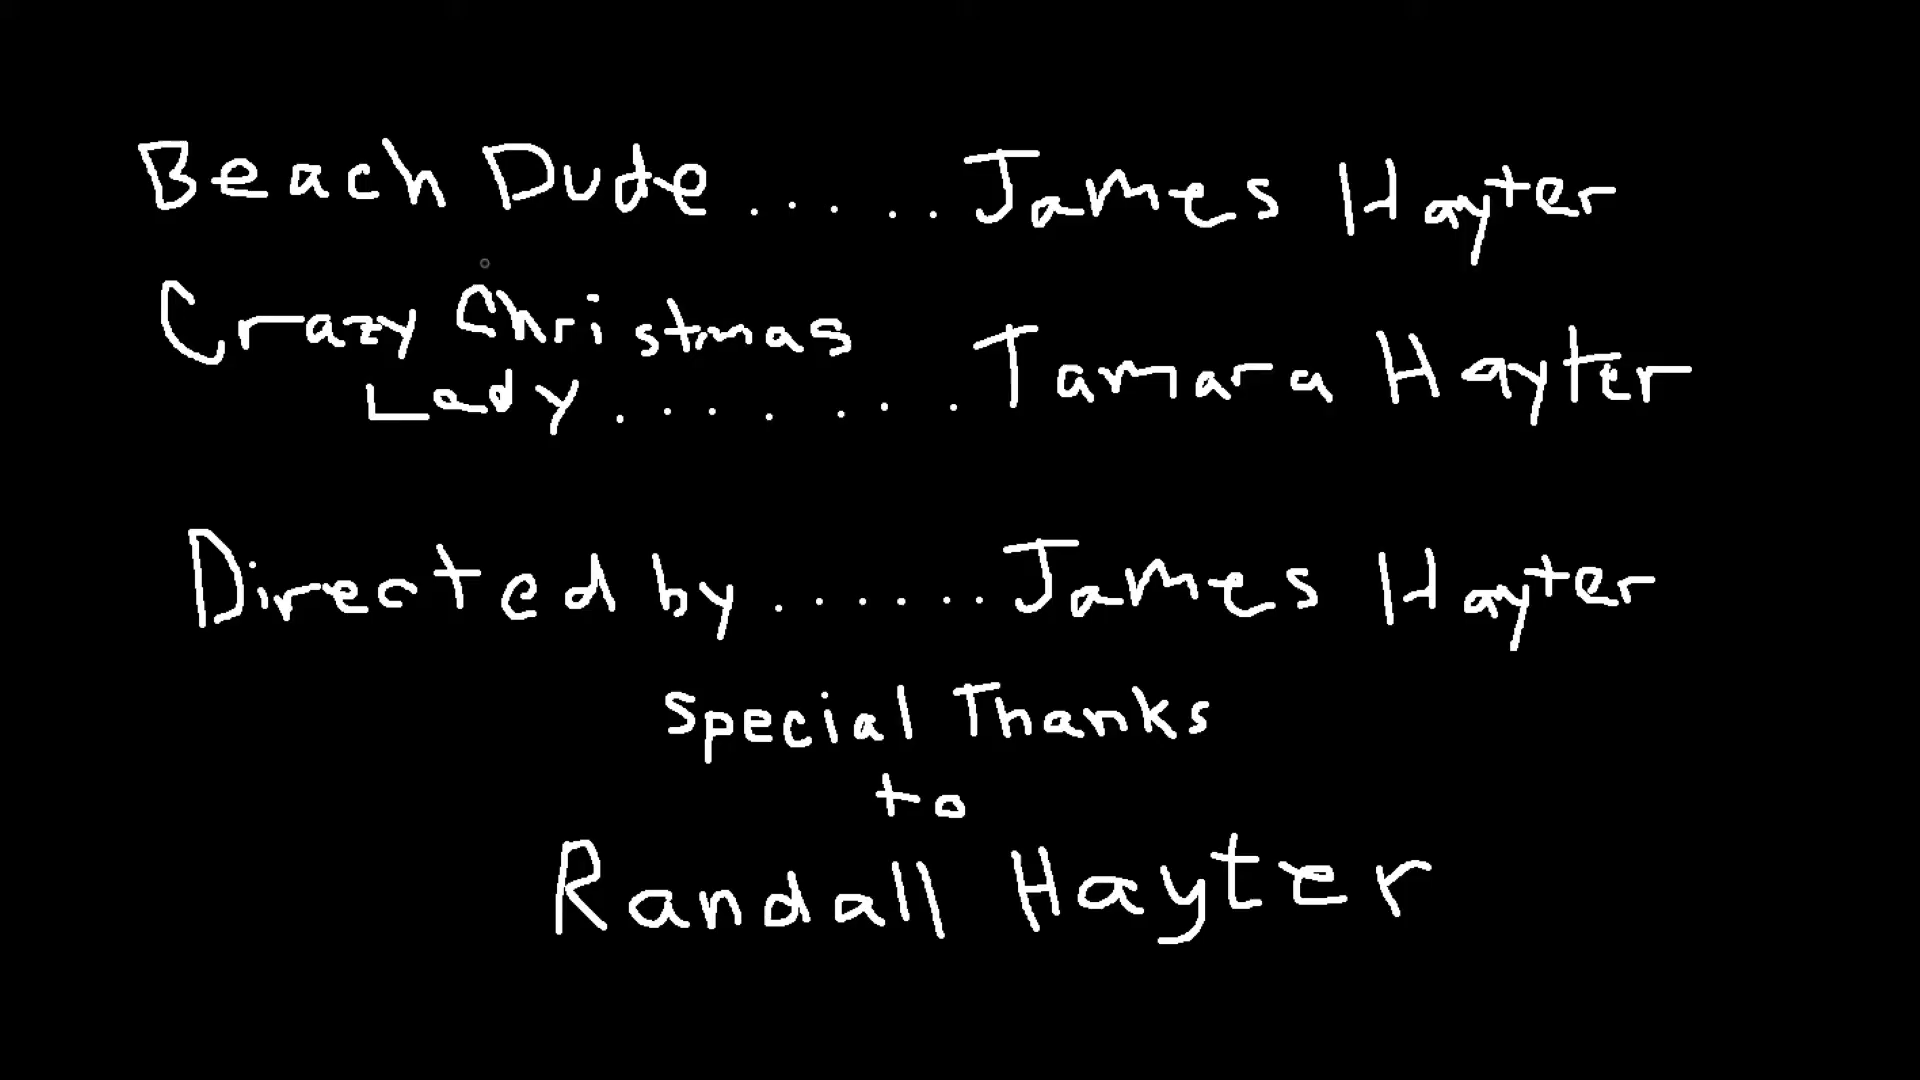 Beach Dude.....James Hayter
Crazy Christmas
Lady.......Tamara Hayter
Directed by......James Hayter
Special Thanks
to
Randall Hayter